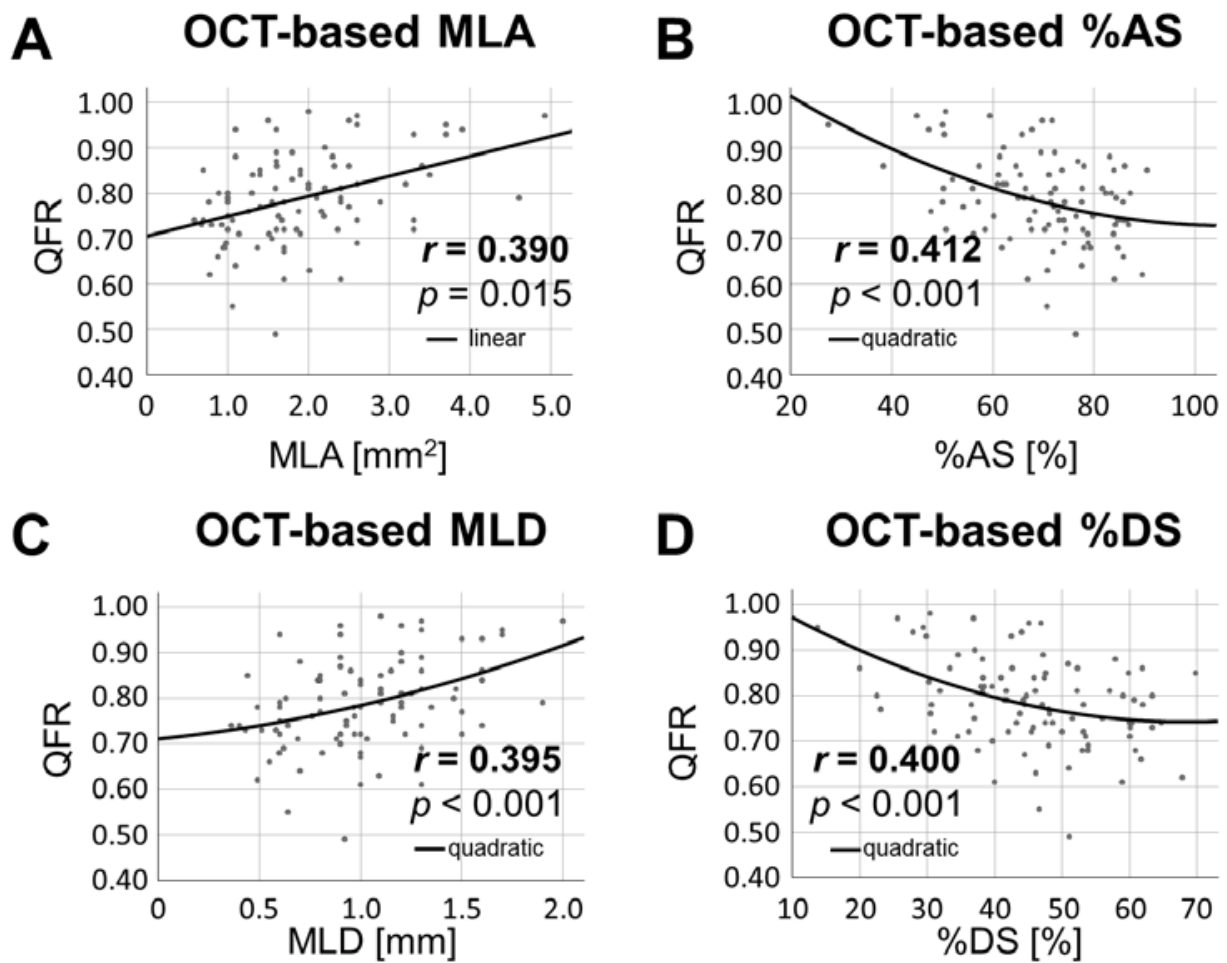 A OCT-based MLA
1.00
0.90
0.80
0.70
0.60
0.50
0.40
QFR
r = 0.390
p = 0.015
linear
0 1.0 2.0 3.0 4.0 5.0
MLA [mm²]
B OCT-based %AS
1.00
0.90
0.80
0.70
0.60
0.50
0.40
QFR
r = 0.412
p < 0.001
quadratic
20 40 60 80 100
%AS [%]
C OCT-based MLD
1.00
0.90
0.80
0.70
0.60
0.50
0.40
QFR
r = 0.395
p < 0.001
quadratic
0 0.5 1.0 1.5 2.0
MLD [mm]
D OCT-based %DS
1.00
0.90
0.80
0.70
0.60
0.50
0.40
QFR
r = 0.400
p < 0.001
quadratic
10 20 30 40 50 60 70
%DS [%]